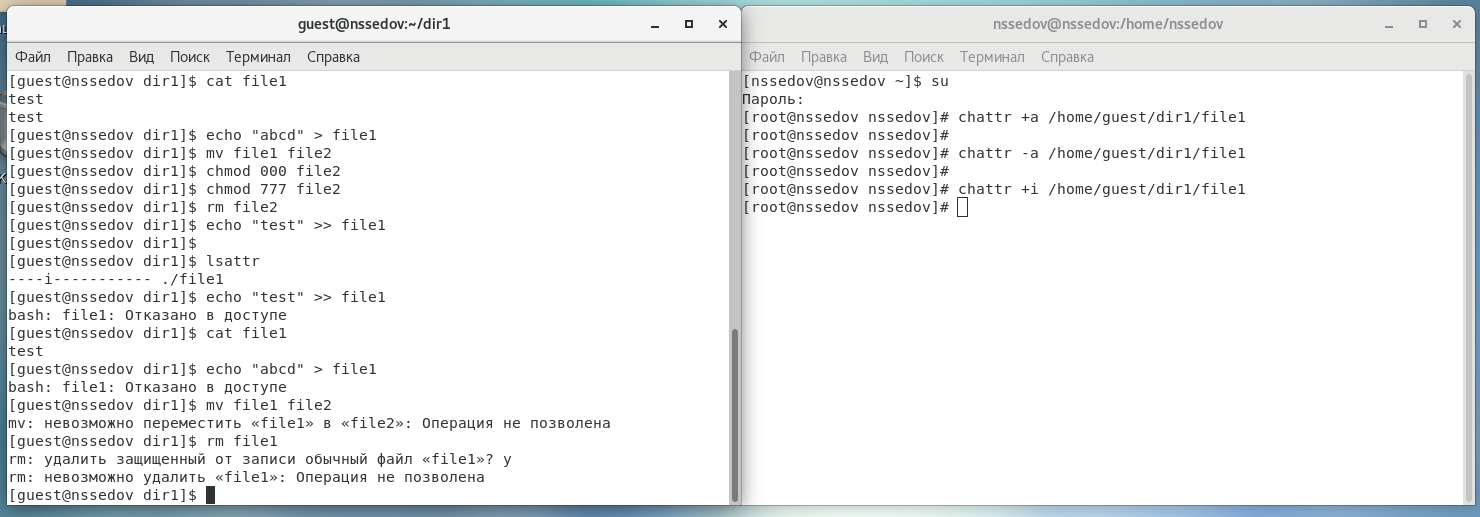 guest@nssedov:~/dir1
Файл Правка Вид Поиск Терминал Справка
[guest@nssedov dir1]$ cat file1
test
test
[guest@nssedov dir1]$ echo "abcd" > file1
[guest@nssedov dir1]$ mv file1 file2
[guest@nssedov dir1]$ chmod 000 file2
[guest@nssedov dir1]$ chmod 777 file2
[guest@nssedov dir1]$ rm file2
[guest@nssedov dir1]$ echo "test" >> file1
[guest@nssedov dir1]$
[guest@nssedov dir1]$ lsattr
----i----------- ./file1
[guest@nssedov dir1]$ echo "test" >> file1
bash: file1: Отказано в доступе
[guest@nssedov dir1]$ cat file1
test
[guest@nssedov dir1]$ echo "abcd" > file1
bash: file1: Отказано в доступе
[guest@nssedov dir1]$ mv file1 file2
mv: невозможно переместить «file1» в «file2»: Операция не позволена
[guest@nssedov dir1]$ rm file1
rm: удалить защищенный от записи обычный файл «file1»? y
rm: невозможно удалить «file1»: Операция не позволена
[guest@nssedov dir1]$
nssedov@nssedov:/home/nssedov
Файл Правка Вид Поиск Терминал Справка
[nssedov@nssedov ~]$ su
Пароль:
[root@nssedov nssedov]# chattr +a /home/guest/dir1/file1
[root@nssedov nssedov]#
[root@nssedov nssedov]# chattr -a /home/guest/dir1/file1
[root@nssedov nssedov]#
[root@nssedov nssedov]# chattr +i /home/guest/dir1/file1
[root@nssedov nssedov]#